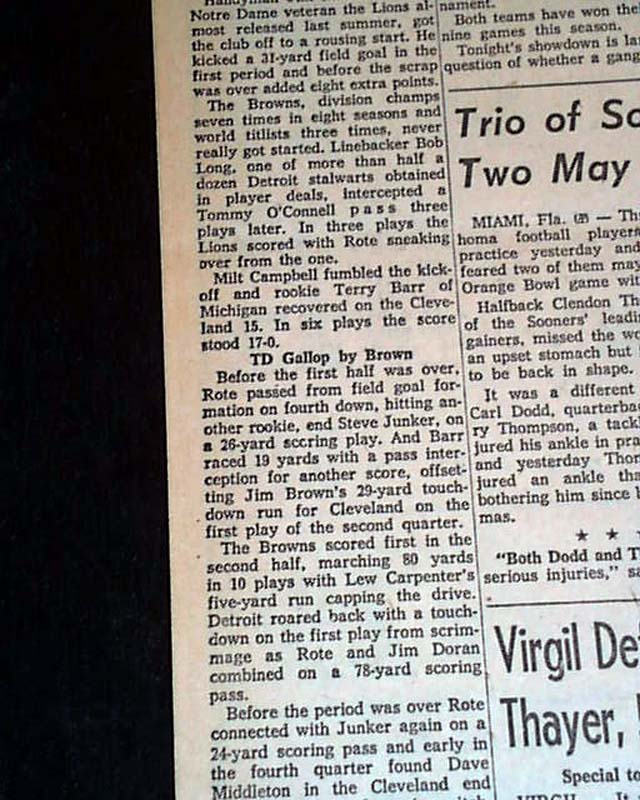 Notre Dame veteran the Lions al-
most released last summer, got
the club off to a rousing start. He
kicked a 31-yard field goal in the
first period and before the scrap
was over added eight extra points.
The Browns, division champs
seven times in eight seasons and
world titlists three times, never
really got started. Linebacker Bob
Long, one of more than half a
dozen Detroit stalwarts obtained
in player deals, intercepted a
Tommy O'Connell pass three
plays later. In three plays the
Lions scored with Rote sneaking
over from the one.
Milt Campbell fumbled the kick-
off and rookie Terry Barr of
Michigan recovered on the Cleve-
land 15. In six plays the score
stood 17-0.
TD Gallop by Brown
Before the first half was over,
Rote passed from field goal for-
mation on fourth down, hitting an-
other rookie, end Steve Junker, on
a 26-yard scoring play. And Barr
raced 19 yards with a pass inter-
ception for another score, offset-
ting Jim Brown's 29-yard touch-
down run for Cleveland on the
first play of the second quarter.
The Browns scored first in the
second half, marching 80 yards
in 10 plays with Lew Carpenter's
five-yard run capping the drive.
Detroit roared back with a touch-
down on the first play from scrim-
mage as Rote and Jim Doran
combined on a 78-yard scoring
pass.
Before the period was over Rote
connected with Junker again on a
24-yard scoring pass and early in
the fourth quarter found Dave
Middleton in the Cleveland end
nament.
Both teams have won the
nine games this season.
Tonight's showdown is la
question of whether a gang
Trio of So
Two May
MIAMI, Fla. (AP) — Th
homa football players
practice yesterday and
feared two of them may
Orange Bowl game wit
Halfback Clendon Th
of the Sooners' leadi
gainers, missed the wo
an upset stomach but
to be back in shape.
It was a different
Carl Dodd, quarterba
ry Thompson, a tack
jured his ankle in pra
and yesterday Thom
jured an ankle tha
bothering him since
mas.
★ ★
"Both Dodd and T
serious injuries," sa
Virgil De
Thayer,
Special to